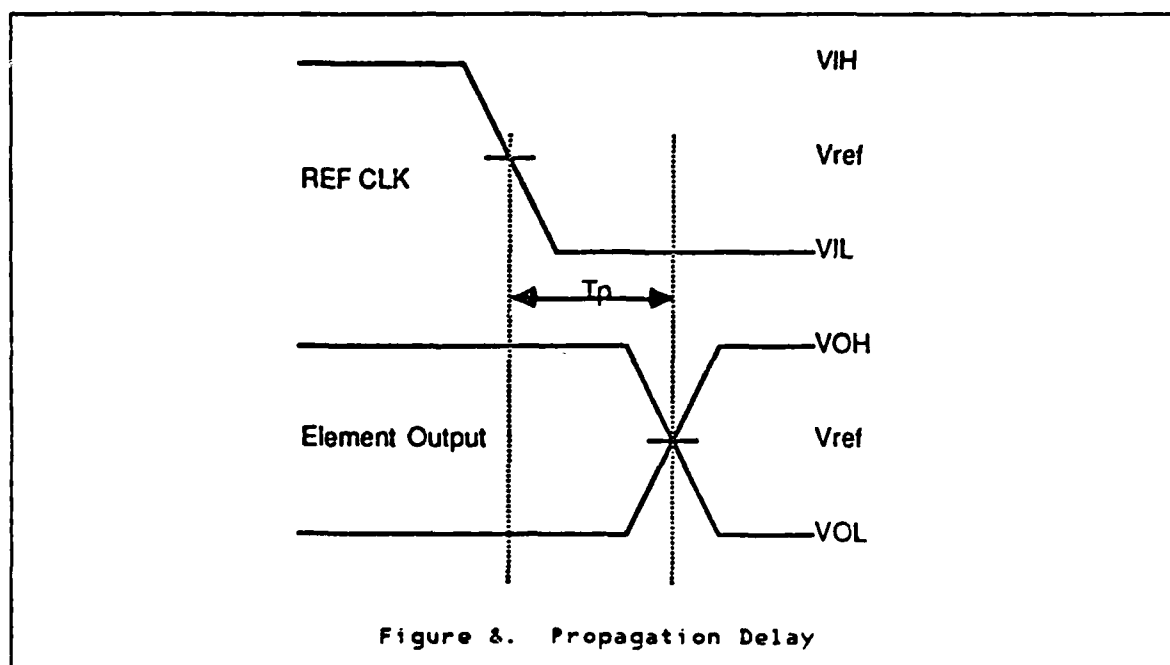 VIH
REF CLK
Vref
VIL
Tp
VOH
Element Output
Vref
VOL
Figure 8. Propagation Delay